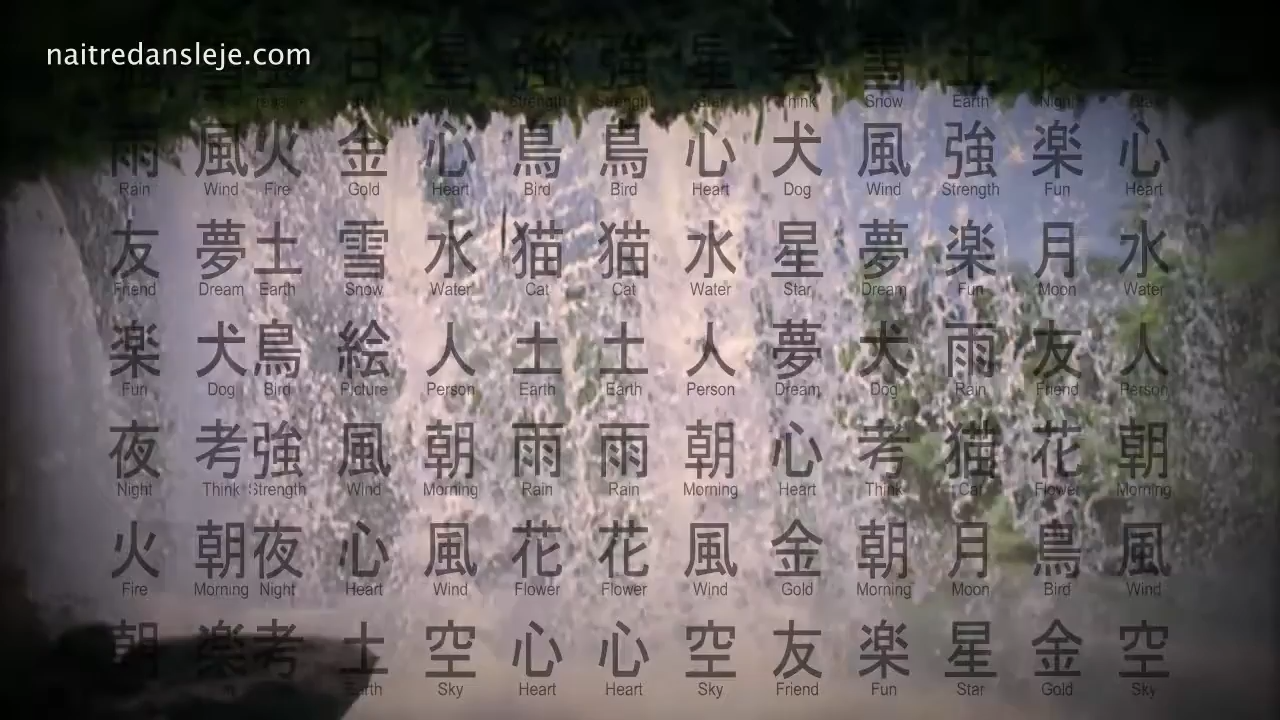 naitredansleje.com
日 星 強 強 星 考 雪 土 夜 星
Strength Strength Star Think Snow Earth Night Star
雨 風 火 金 心 鳥 鳥 心 犬 風 強 楽 心
Rain Wind Fire Gold Heart Bird Bird Heart Dog Wind Strength Fun Heart
友 夢 土 雪 水 猫 猫 水 星 夢 楽 月 水
Friend Dream Earth Snow Water Cat Cat Water Star Dream Fun Moon Water
楽 犬 鳥 絵 人 土 土 人 夢 犬 雨 友 人
Fun Dog Bird Picture Person Earth Earth Person Dream Dog Rain Friend Person
夜 考 強 風 朝 雨 雨 朝 心 考 猫 花 朝
Night Think Strength Wind Morning Rain Rain Morning Heart Think Cat Flower Morning
火 朝 夜 心 風 花 花 風 金 朝 月 鳥 風
Fire Morning Night Heart Wind Flower Flower Wind Gold Morning Moon Bird Wind
朝 楽 考 土 空 心 心 空 友 楽 星 金 空
Earth Sky Heart Heart Sky Friend Fun Star Gold Sky